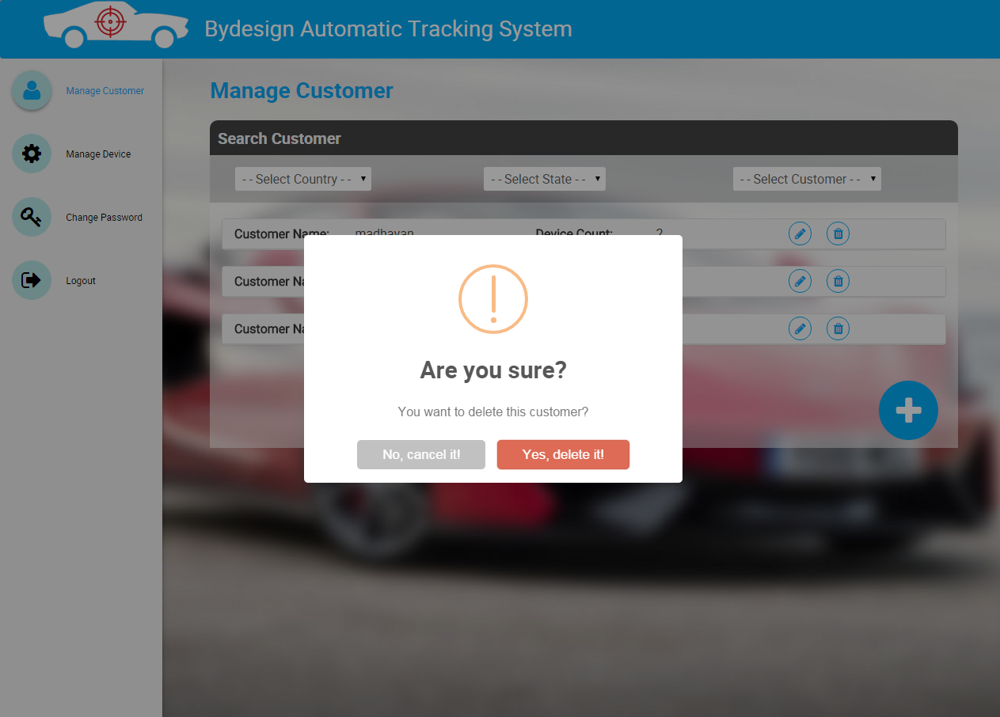 Bydesign Automatic Tracking System
Manage Customer
Manage Device
Change Password
Logout
Manage Customer
Search Customer
- - Select Country - -
- - Select State - -
- - Select Customer - -
Customer Name: madhavan Device Count: 2
Customer Na
Customer Na
Are you sure?
You want to delete this customer?
No, cancel it!
Yes, delete it!